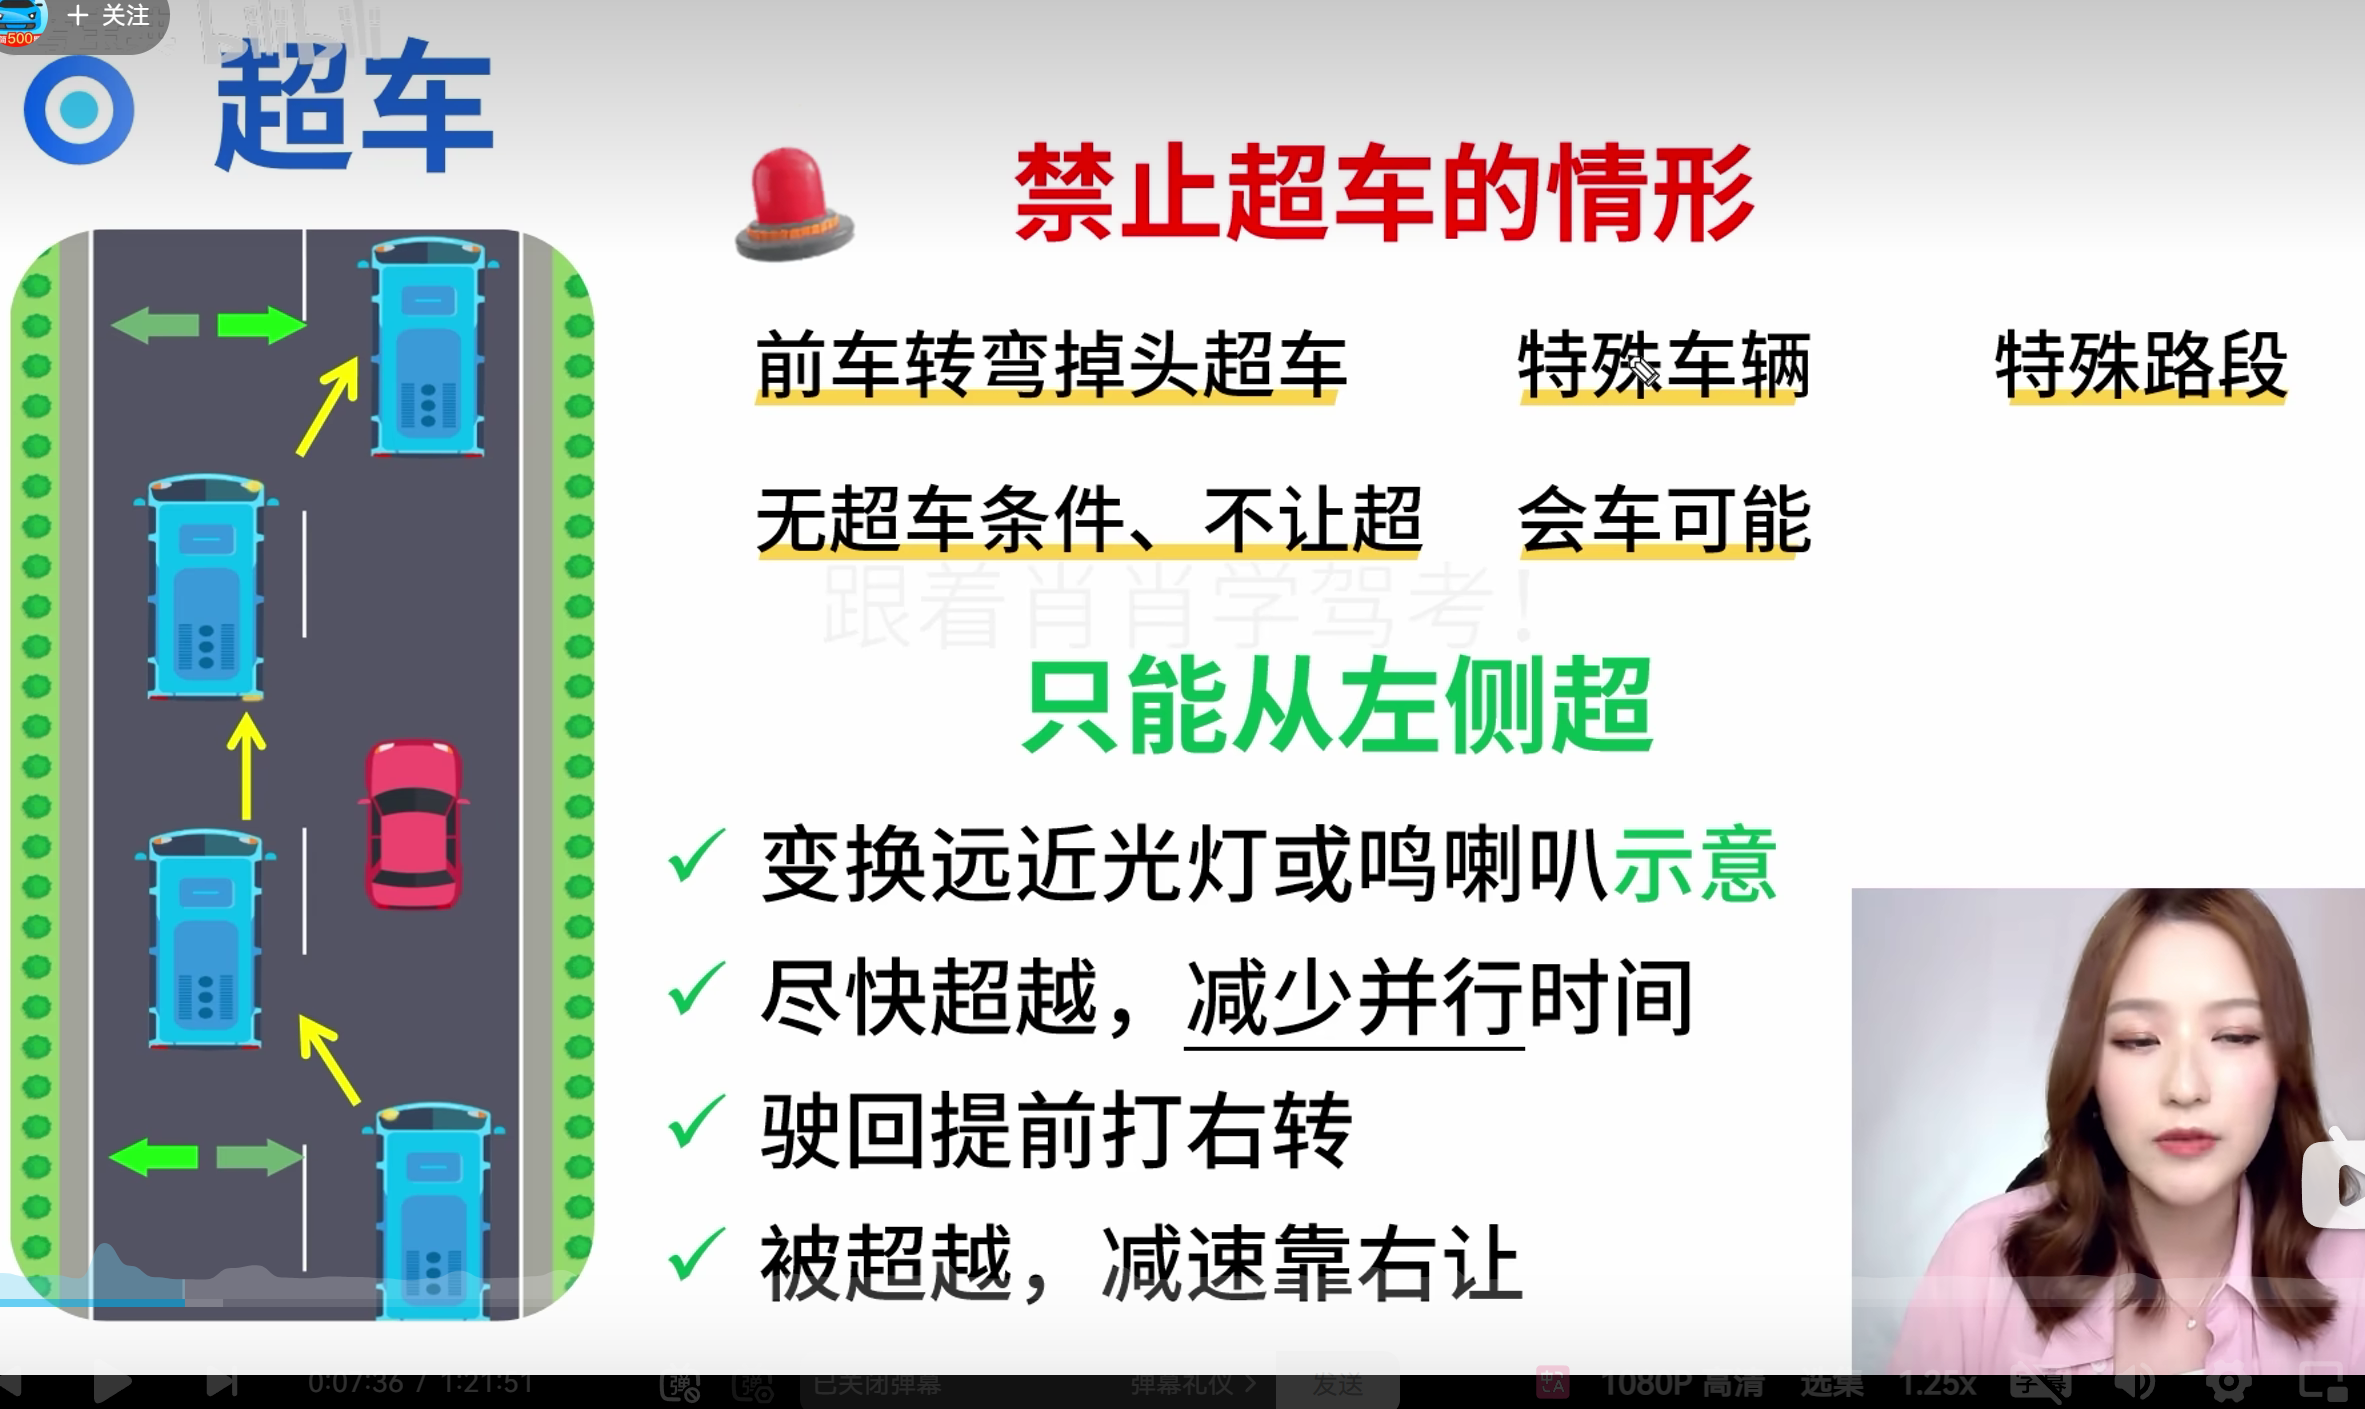 + 关注
500
超车
禁止超车的情形
前车转弯掉头超车 特殊车辆 特殊路段
无超车条件、不让超 会车可能
跟着肖肖学驾考！
只能从左侧超
变换远近光灯或鸣喇叭示意
尽快超越，减少并行时间
驶回提前打右转
被超越，减速靠右让
0:07:36 / 1:21:51 弹 弹 已关闭弹幕 弹幕礼仪 > 发送 1080P 高清 选集 1.25x 字幕